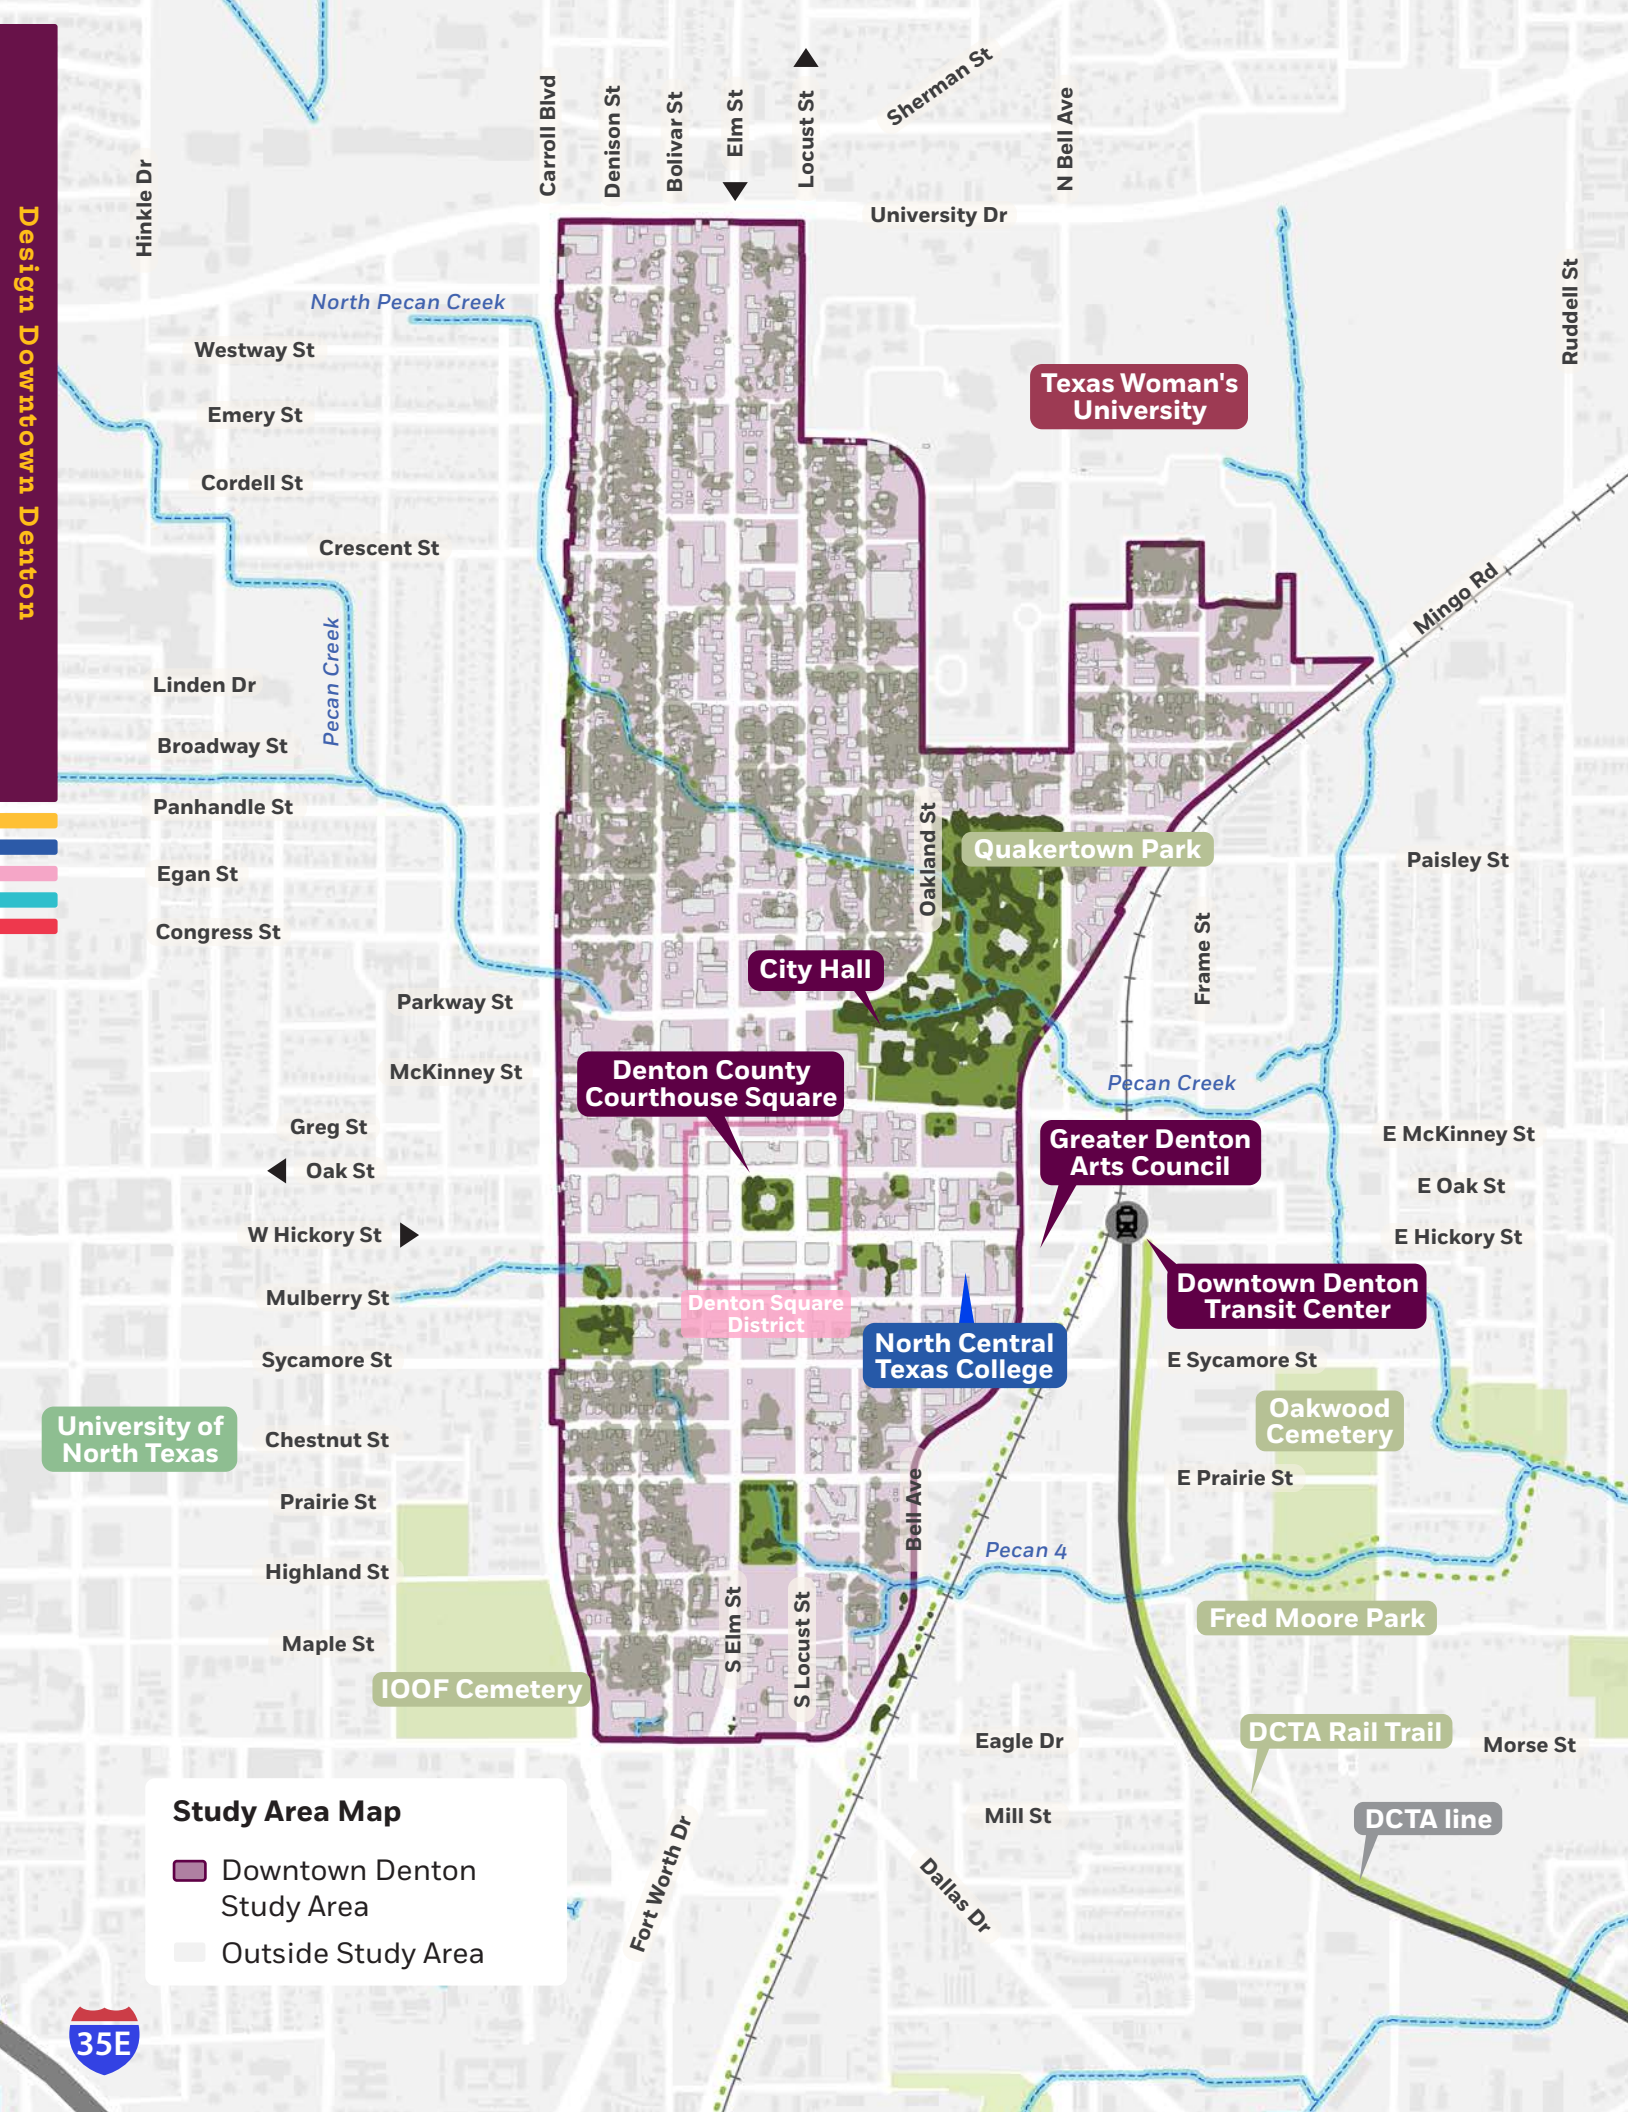 Design Downtown Denton
Hinkle Dr
Carroll Blvd
Denison St
Bolivar St
Elm St
Locust St
Sherman St
N Bell Ave
University Dr
Ruddell St
North Pecan Creek
Westway St
Emery St
Cordell St
Crescent St
Texas Woman's
University
Mingo Rd
Pecan Creek
Linden Dr
Broadway St
Panhandle St
Egan St
Congress St
Oakland St
Quakertown Park
Paisley St
Frame St
City Hall
Parkway St
McKinney St
Denton County
Courthouse Square
Pecan Creek
Greg St
Oak St
W Hickory St
Mulberry St
Greater Denton
Arts Council
E McKinney St
E Oak St
E Hickory St
Downtown Denton
Transit Center
Denton Square
District
North Central
Texas College
Sycamore St
E Sycamore St
University of
North Texas
Chestnut St
Oakwood
Cemetery
E Prairie St
Prairie St
Bell Ave
Pecan 4
Highland St
S Elm St
S Locust St
Fred Moore Park
Maple St
IOOF Cemetery
Eagle Dr
DCTA Rail Trail
Morse St
Mill St
DCTA line
Fort Worth Dr
Dallas Dr
Study Area Map
Downtown Denton
Study Area
Outside Study Area
35E